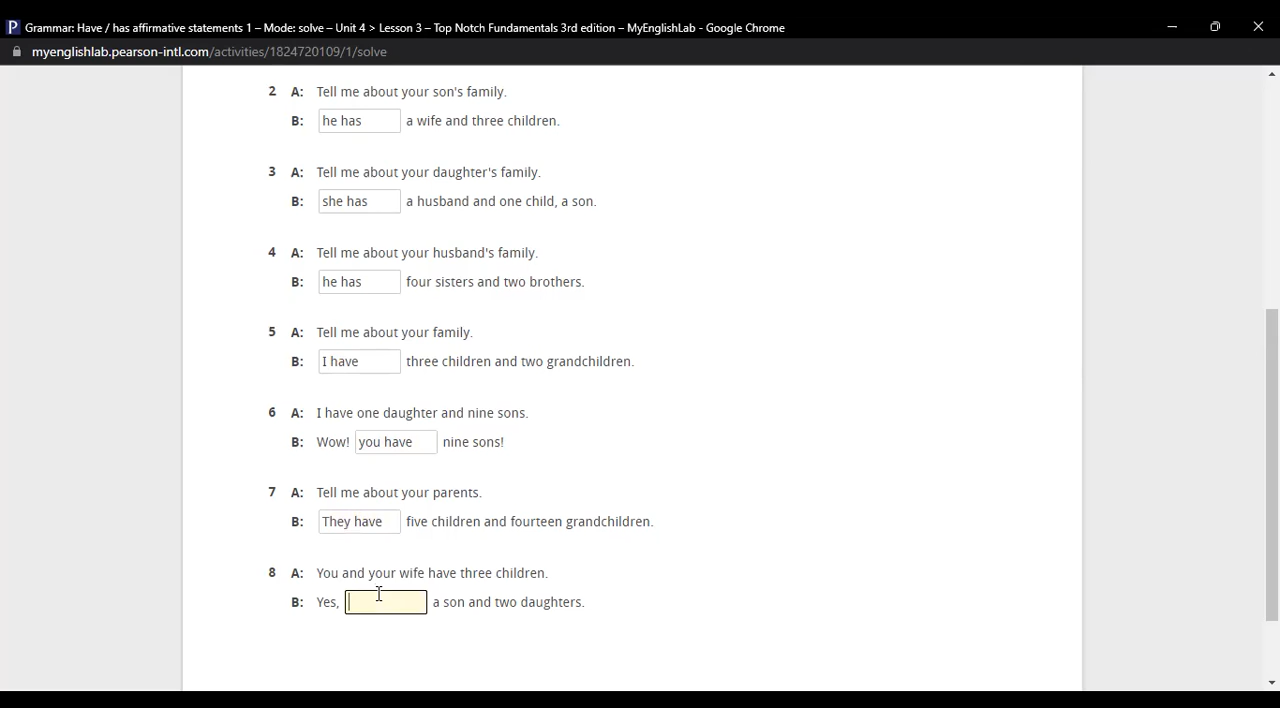 Grammar: Have / has affirmative statements 1 – Mode: solve – Unit 4 > Lesson 3 – Top Notch Fundamentals 3rd edition – MyEnglishLab - Google Chrome
myenglishlab.pearson-intl.com/activities/1824720109/1/solve
2 A: Tell me about your son's family.
B: he has a wife and three children.
3 A: Tell me about your daughter's family.
B: she has a husband and one child, a son.
4 A: Tell me about your husband's family.
B: he has four sisters and two brothers.
5 A: Tell me about your family.
B: I have three children and two grandchildren.
6 A: I have one daughter and nine sons.
B: Wow! you have nine sons!
7 A: Tell me about your parents.
B: They have five children and fourteen grandchildren.
8 A: You and your wife have three children.
B: Yes, a son and two daughters.